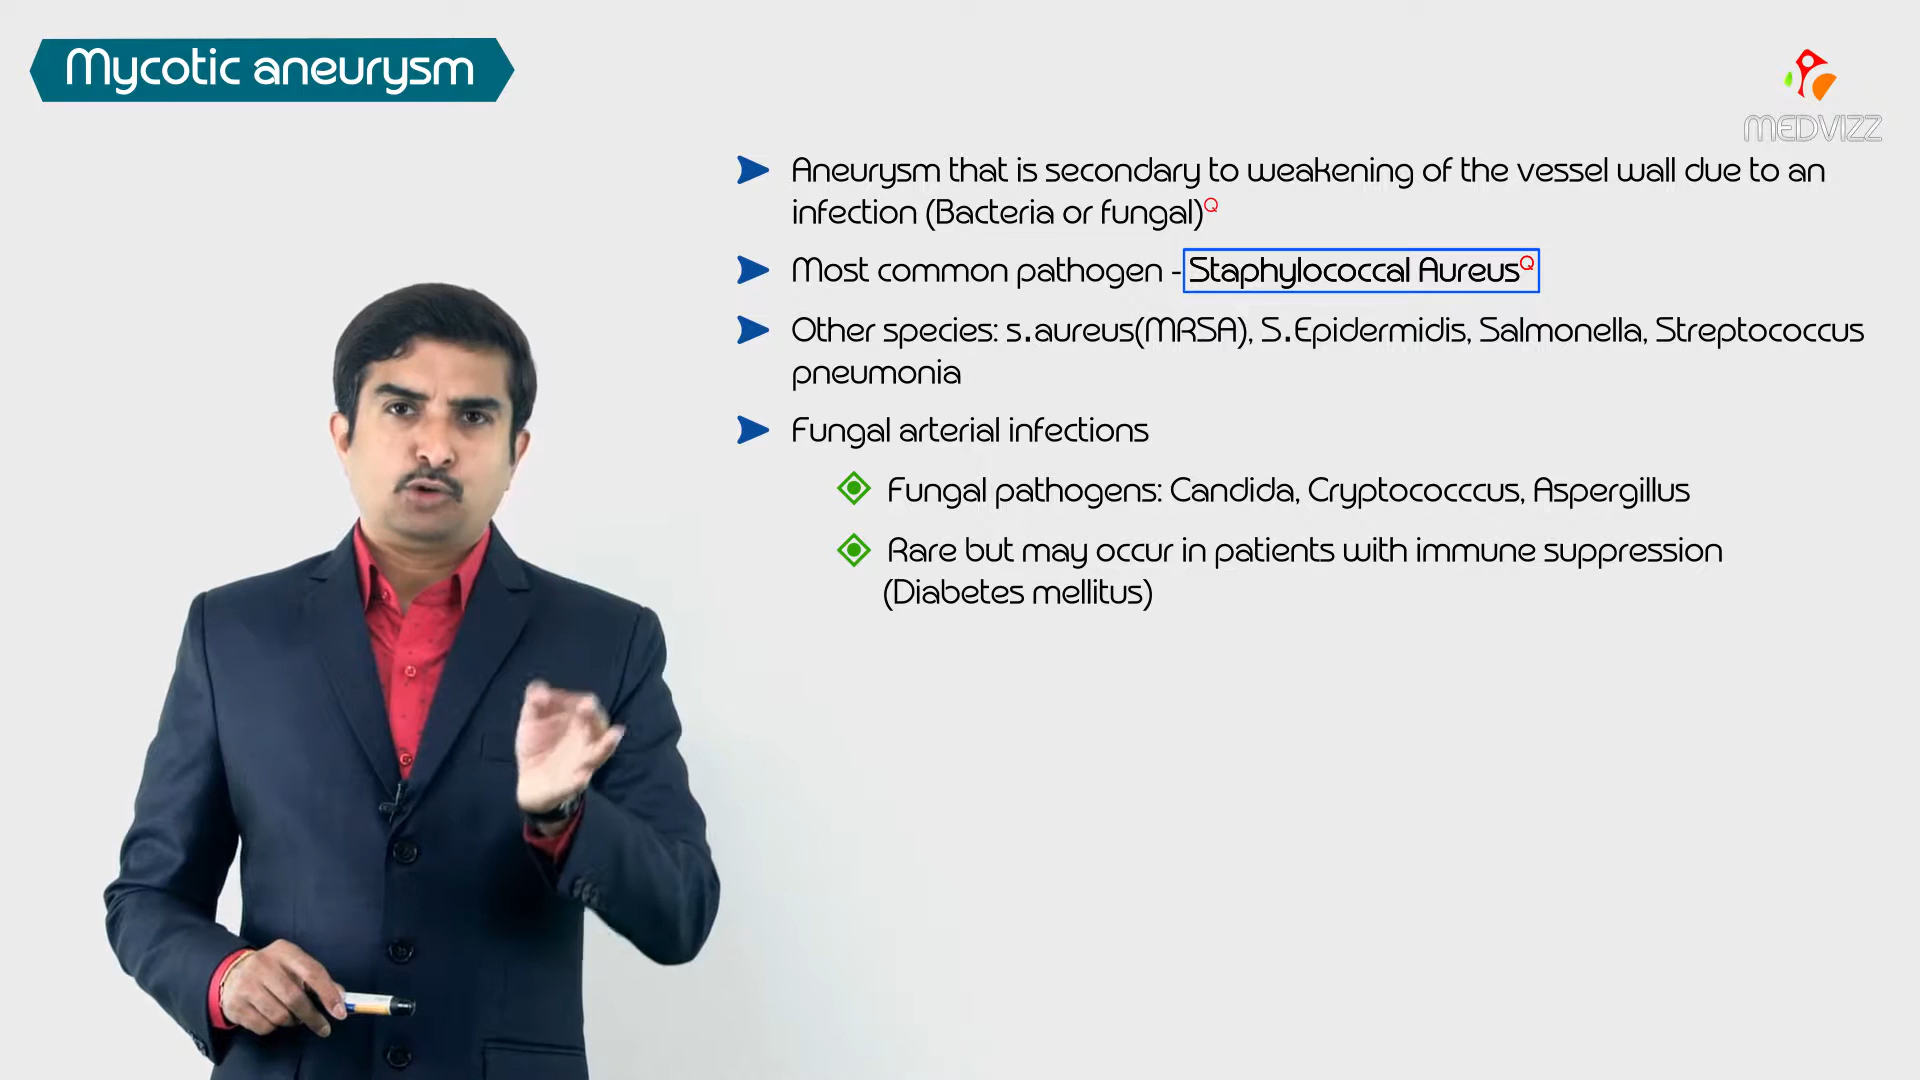 Mycotic aneurysm
MEDVIZZ
Aneurysm that is secondary to weakening of the vessel wall due to an
infection (Bacteria or fungal)Q
Most common pathogen - Staphylococcal AureusQ
Other species: s.aureus(MRSA), S.Epidermidis, Salmonella, Streptococcus
pneumonia
Fungal arterial infections
Fungal pathogens: Candida, Cryptococccus, Aspergillus
Rare but may occur in patients with immune suppression
(Diabetes mellitus)